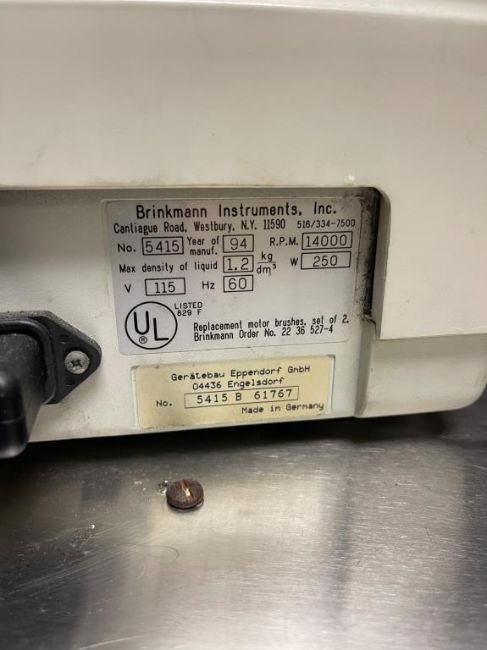 Brinkmann Instruments, Inc.
Cantiague Road, Westbury, N.Y. 11590 516/334-7500
No. 5415 Year of manuf. 94 R.P.M. 14000
Max density of liquid 1.2 kg dm³ W 250
V 115 Hz 60
LISTED
829 F
UL
®
Replacement motor brushes, set of 2,
Brinkmann Order No. 22 36 527-4
Gerätebau Eppendorf GmbH
04436 Engelsdorf
No. 5415 B 61767
Made in Germany